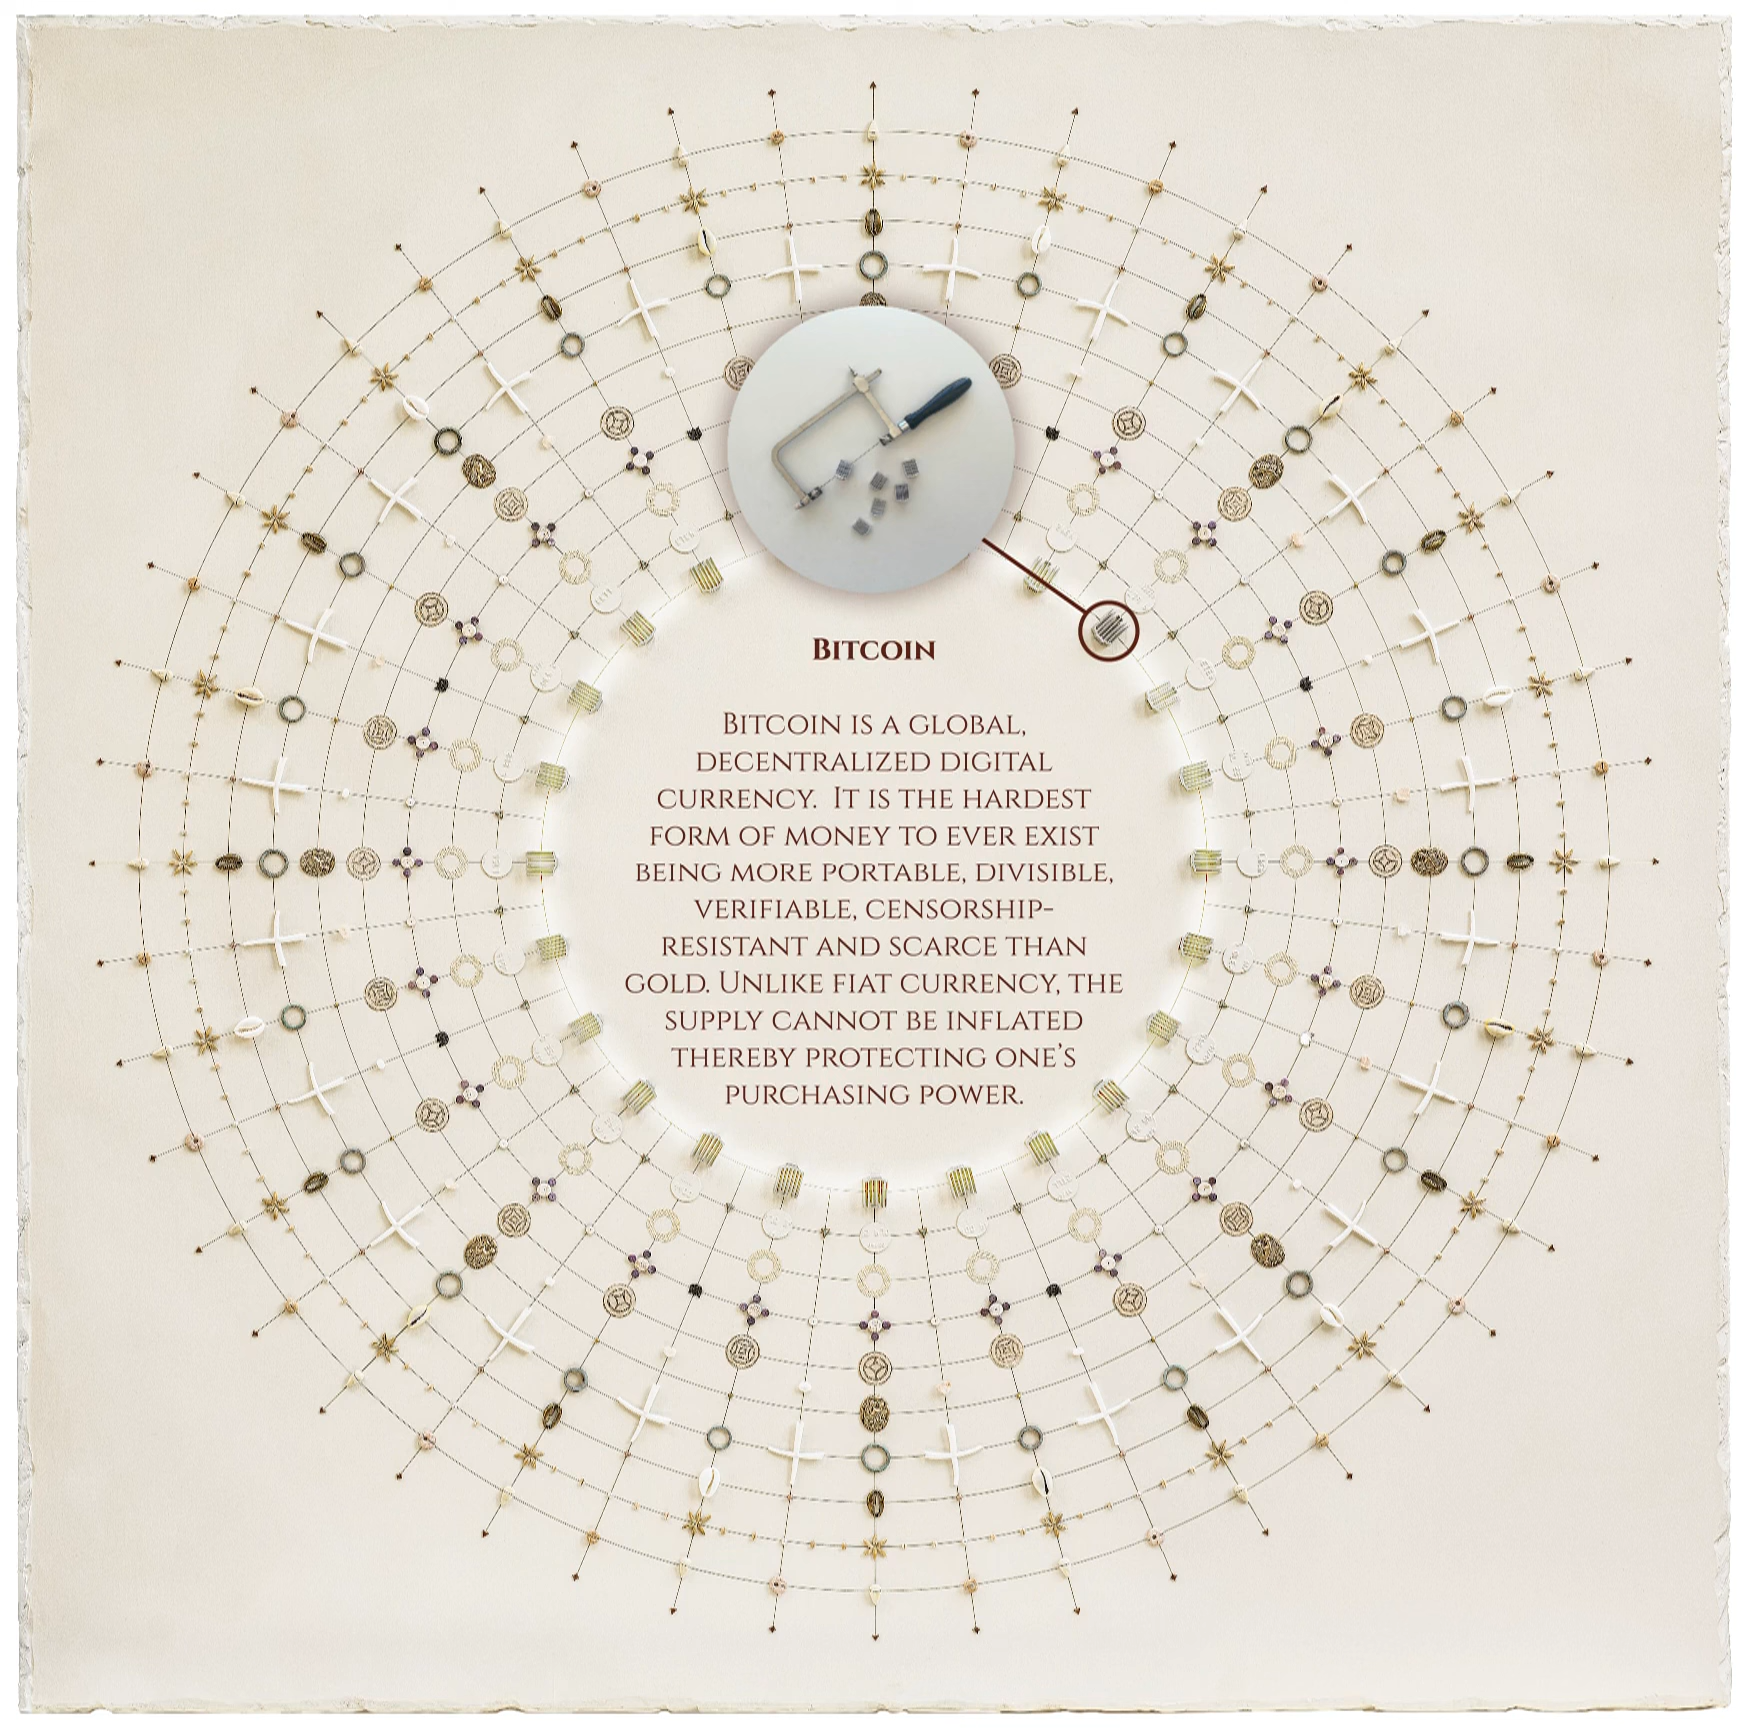 Bitcoin
Bitcoin is a global,
decentralized digital
currency.  It is the hardest
form of money to ever exist
being more portable, divisible,
verifiable, censorship-
resistant and scarce than
gold. Unlike fiat currency, the
supply cannot be inflated
thereby protecting one's
purchasing power.